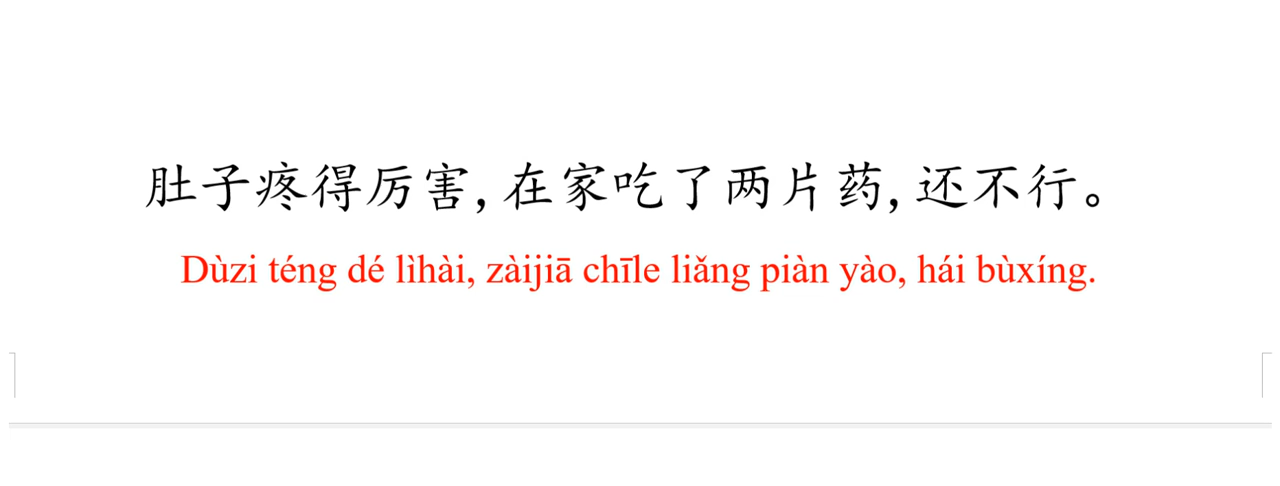 肚子疼得厉害,在家吃了两片药,还不行。
Dùzi téng dé lìhài, zàijiā chīle liǎng piàn yào, hái bùxíng.